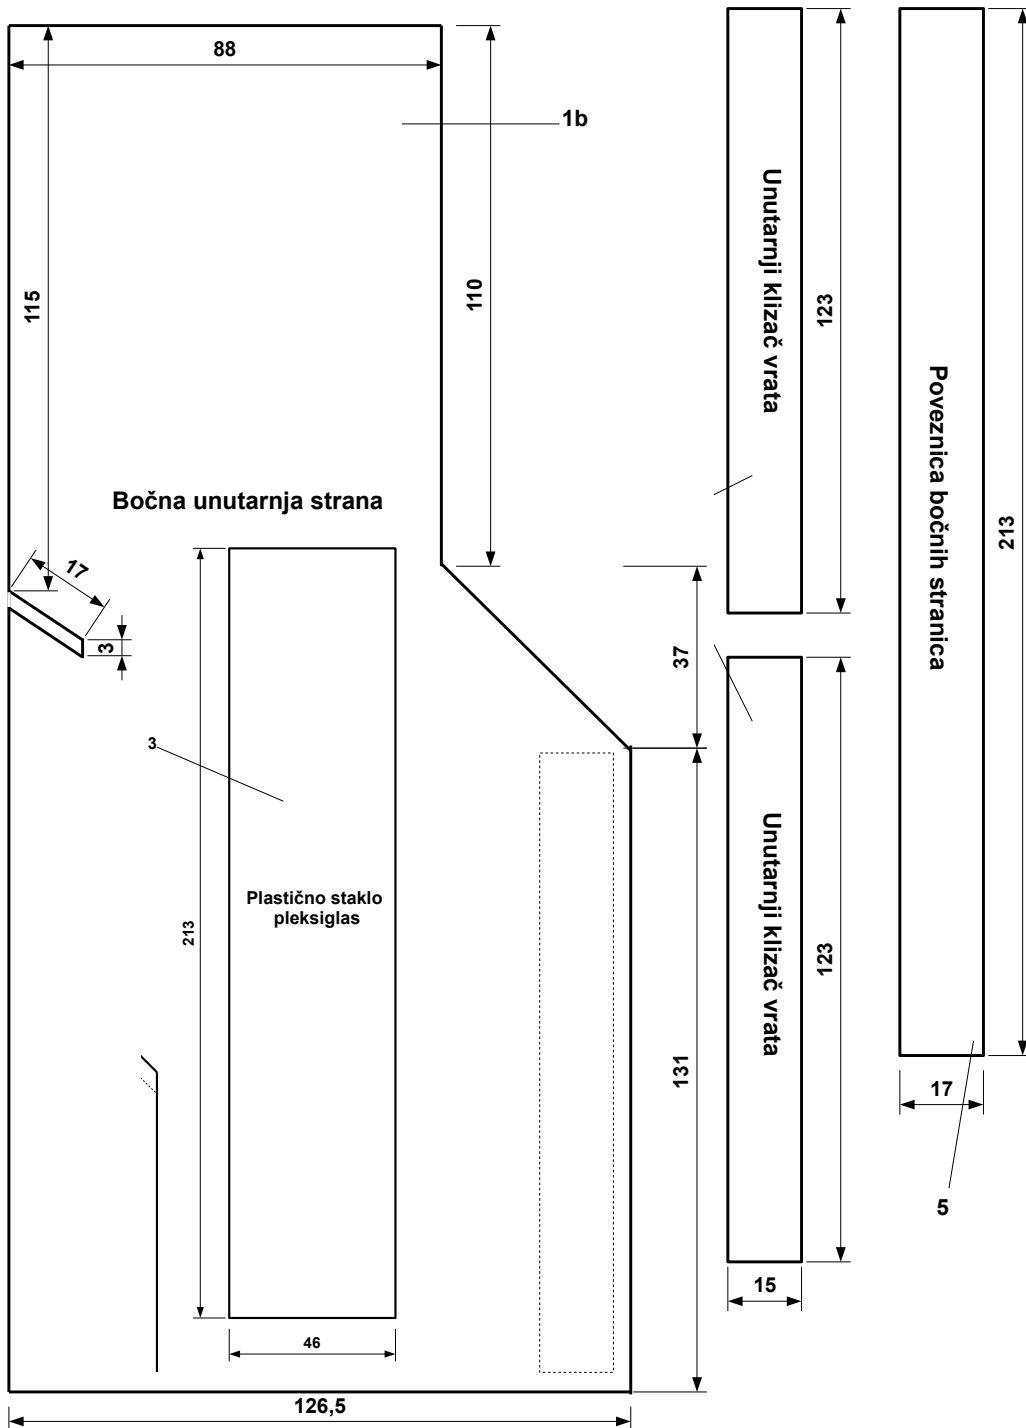 88
1b
115
110
Unutarnji klizač vrata
123
Poveznica bočnih stranica
213
Bočna unutarnja strana
17
3
37
3
Plastično staklo
pleksiglas
213
Unutarnji klizač vrata
123
131
46
15
17
5
126,5